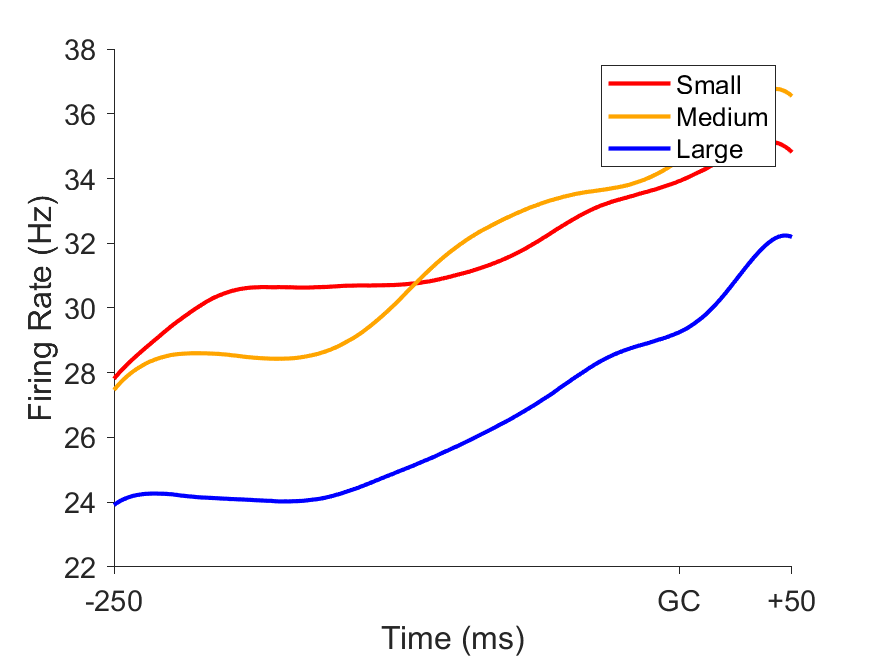 38
36
34
32
30
28
26
24
22
Firing Rate (Hz)
Small
Medium
Large
-250
GC
+50
Time (ms)